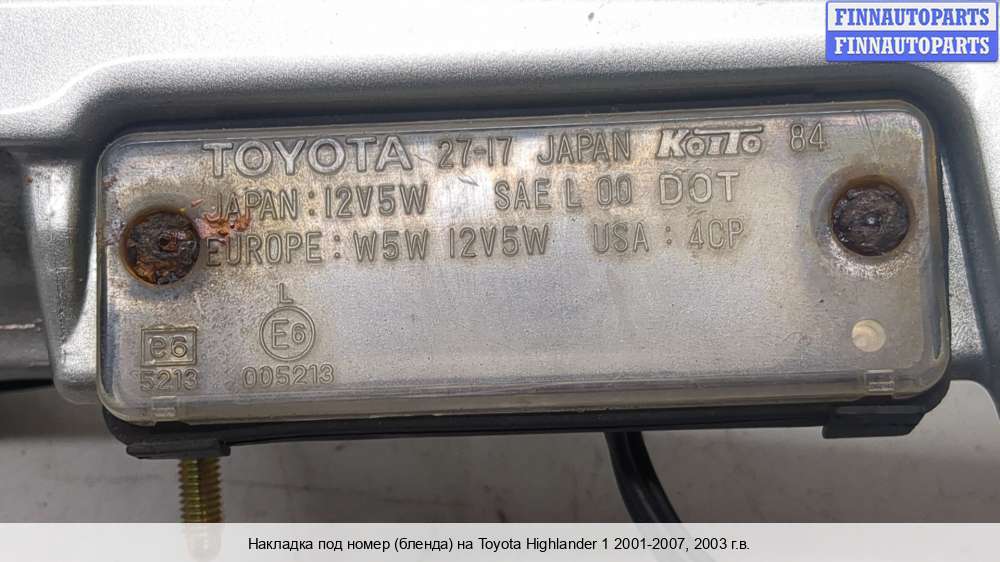 FINNAUTOPARTS
FINNAUTOPARTS
TOYOTA 27-17 JAPAN KOITO 84
JAPAN : 12V5W SAE L 00 DOT
EUROPE : W5W 12V5W USA : 4CP
L
e6 E6
5213 005213
Накладка под номер (бленда) на Toyota Highlander 1 2001-2007, 2003 г.в.